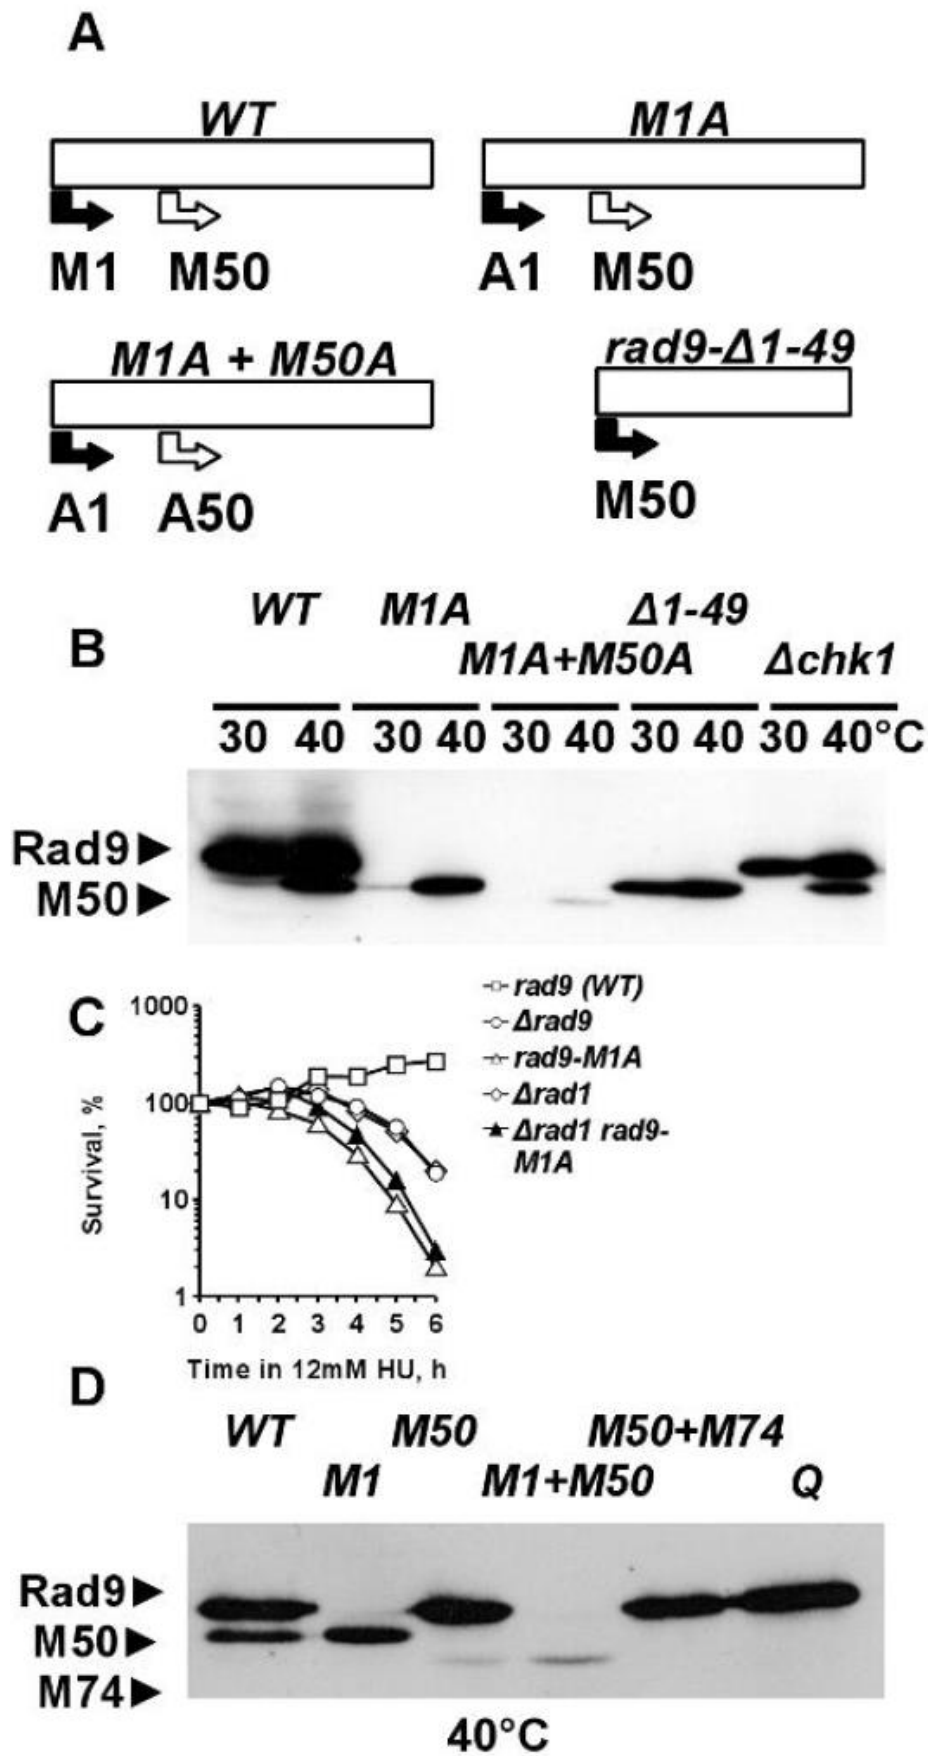 A
WT
M1A
M1 M50
A1 M50
M1A + M50A
rad9-Δ1-49
A1 A50
M50
B
WT M1A Δ1-49
M1A+M50A Δchk1
30 40 30 40 30 40 30 40 30 40°C
Rad9
M50
C
1000
100
10
1
Survival, %
0 1 2 3 4 5 6
Time in 12mM HU, h
rad9 (WT)
Δrad9
rad9-M1A
Δrad1
Δrad1 rad9-
M1A
D
WT M50 M50+M74
M1 M1+M50 Q
Rad9
M50
M74
40°C